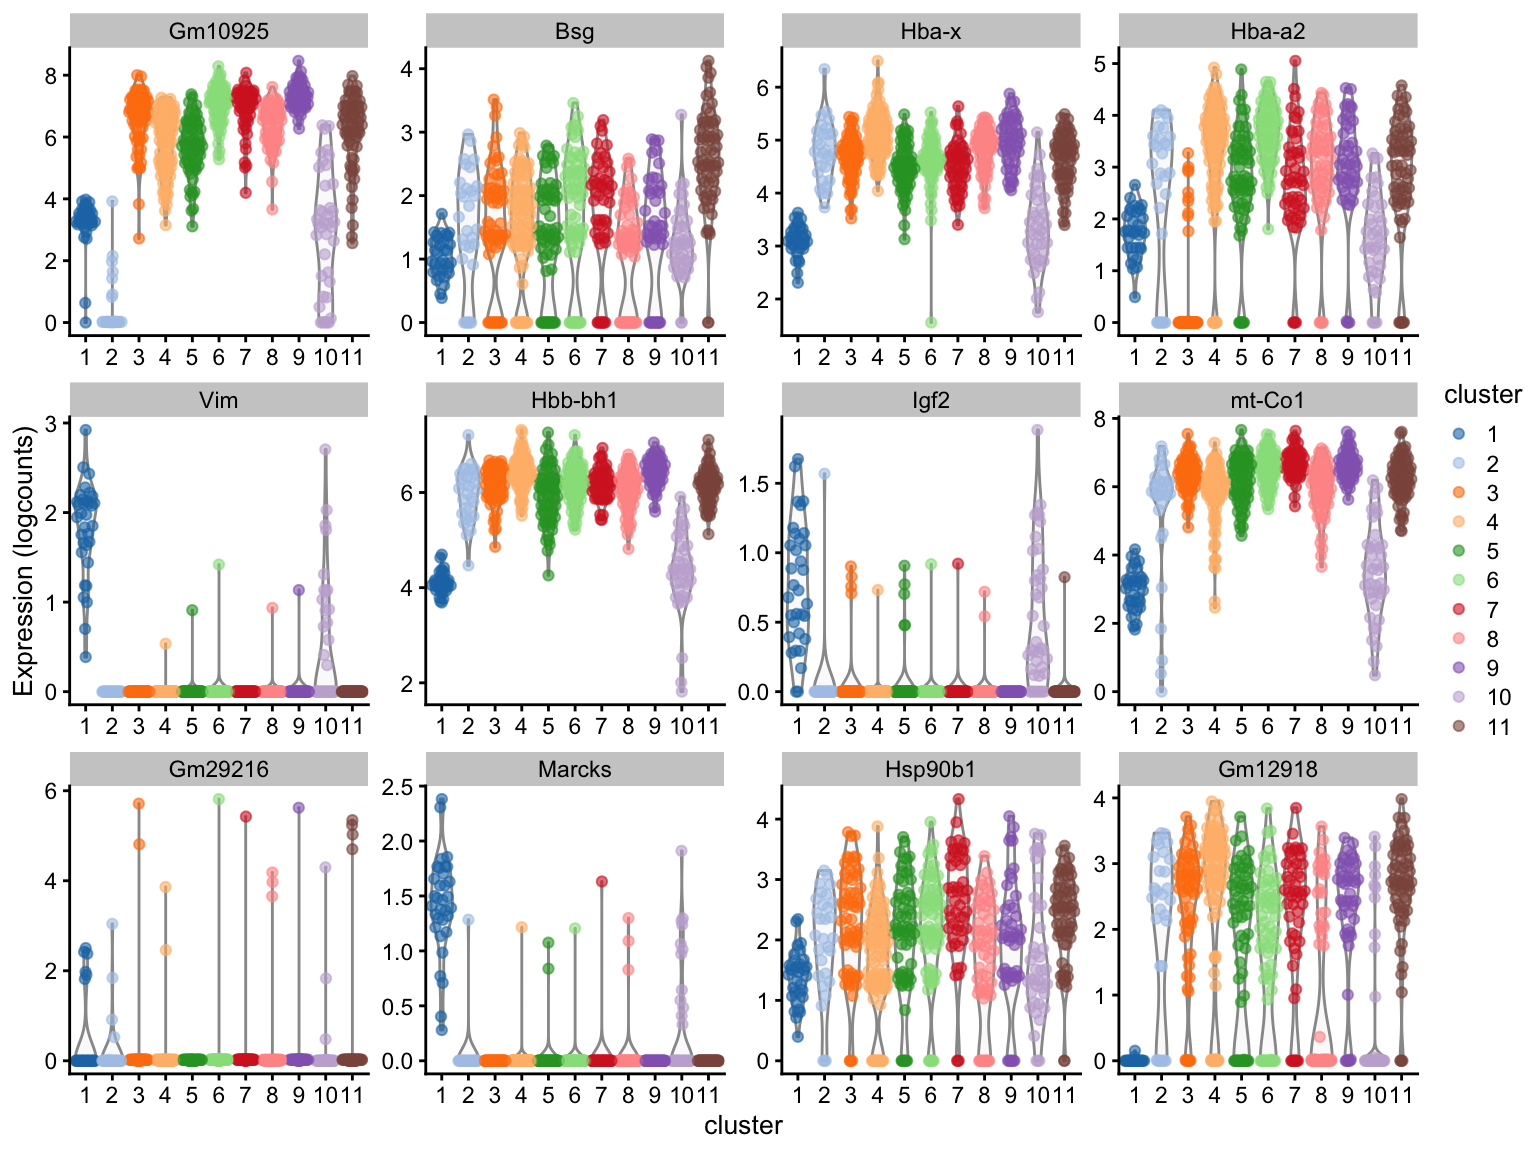 Gm10925 Bsg Hba-x Hba-a2
8 6 4 2 0
4 3 2 1 0
6 5 4 3 2
5 4 3 2 1 0
1 2 3 4 5 6 7 8 9 10 11 1 2 3 4 5 6 7 8 9 10 11 1 2 3 4 5 6 7 8 9 10 11 1 2 3 4 5 6 7 8 9 10 11
Vim Hbb-bh1 Igf2 mt-Co1
Expression (logcounts)
3 2 1 0
6 4 2
1.5 1.0 0.5 0.0
8 6 4 2 0
1 2 3 4 5 6 7 8 9 10 11 1 2 3 4 5 6 7 8 9 10 11 1 2 3 4 5 6 7 8 9 10 11 1 2 3 4 5 6 7 8 9 10 11
Gm29216 Marcks Hsp90b1 Gm12918
6 4 2 0
2.5 2.0 1.5 1.0 0.5 0.0
4 3 2 1 0
4 3 2 1 0
1 2 3 4 5 6 7 8 9 10 11 1 2 3 4 5 6 7 8 9 10 11 1 2 3 4 5 6 7 8 9 10 11 1 2 3 4 5 6 7 8 9 10 11
cluster
cluster
1
2
3
4
5
6
7
8
9
10
11